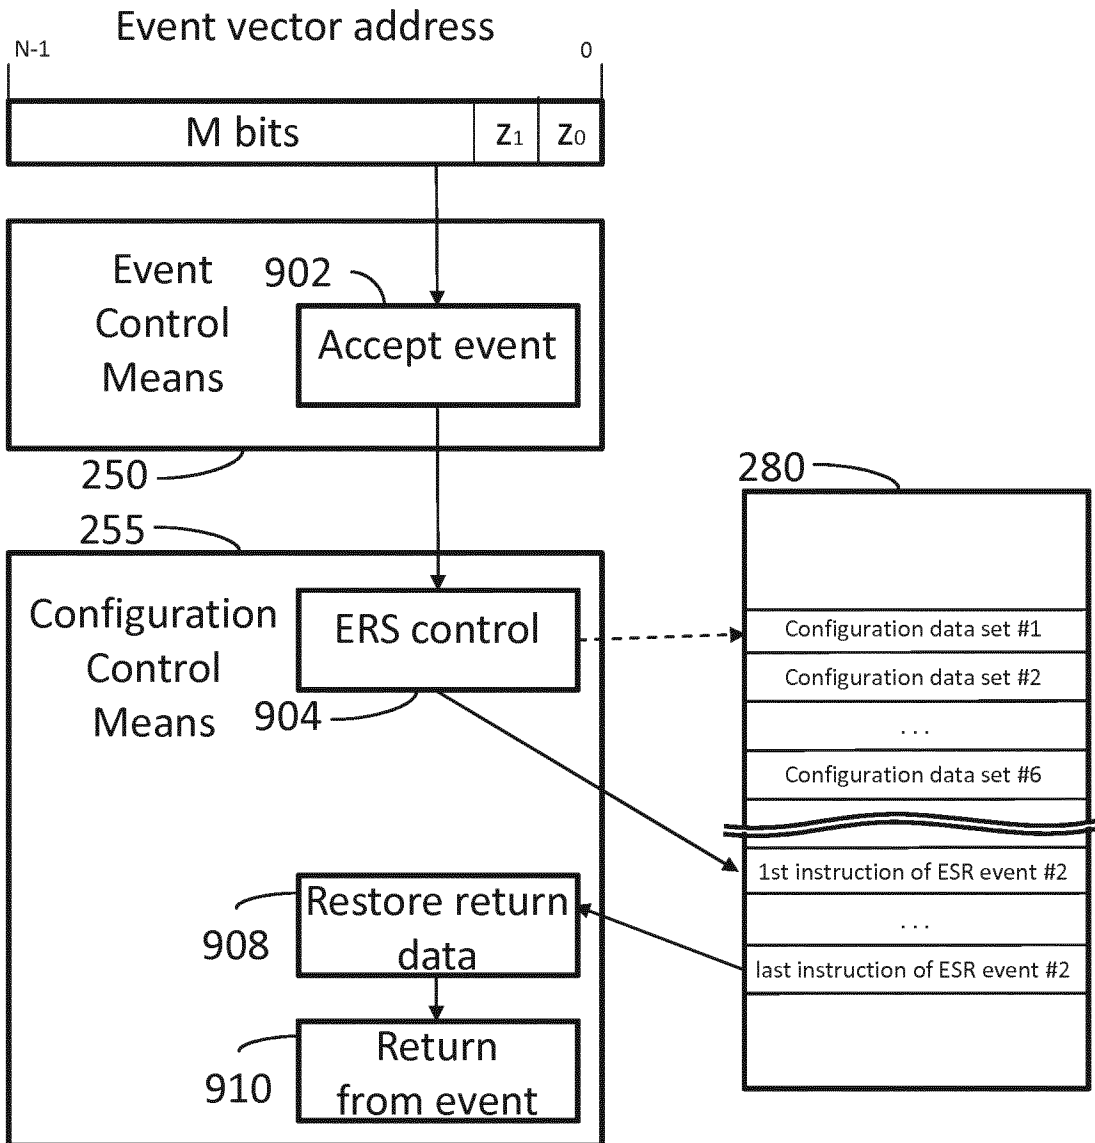 Event vector address
N-1
0
M bits
z1
z0
Event
Control
Means
902
Accept event
250
280
255
Configuration
Control
Means
ERS control
904
Configuration data set #1
Configuration data set #2
...
Configuration data set #6
1st instruction of ESR event #2
...
last instruction of ESR event #2
Restore return
data
908
Return
from event
910